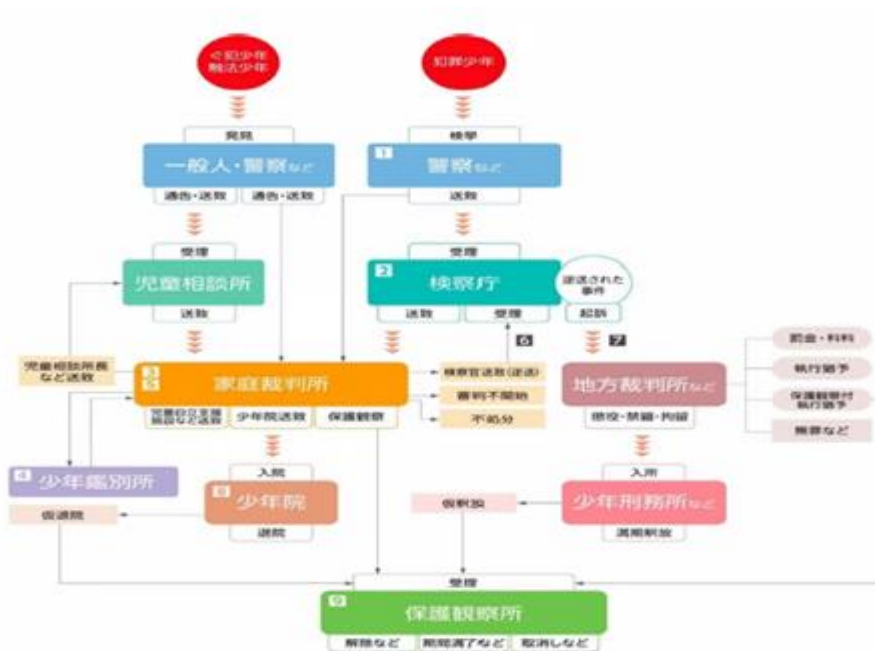 ぐ犯少年
触法少年
犯罪少年
発見
検挙
一般人・警察など
1
警察など
通告・送致
通告・送致
送致
受理
受理
児童相談所
2
検察庁
逆送された
事件
送致
送致
受理
起訴
6
7
児童相談所長
など送致
3
5
家庭裁判所
検察官送致(逆送)
審判不開始
不処分
地方裁判所など
罰金・科料
執行猶予
保護観察付
執行猶予
無罪など
児童自立支援
施設など送致
少年院送致
保護観察
懲役・禁錮・拘留
4
少年鑑別所
入院
8
少年院
退院
仮退院
仮釈放
入所
少年刑務所など
満期釈放
受理
9
保護観察所
解除など
期間満了など
取消しなど